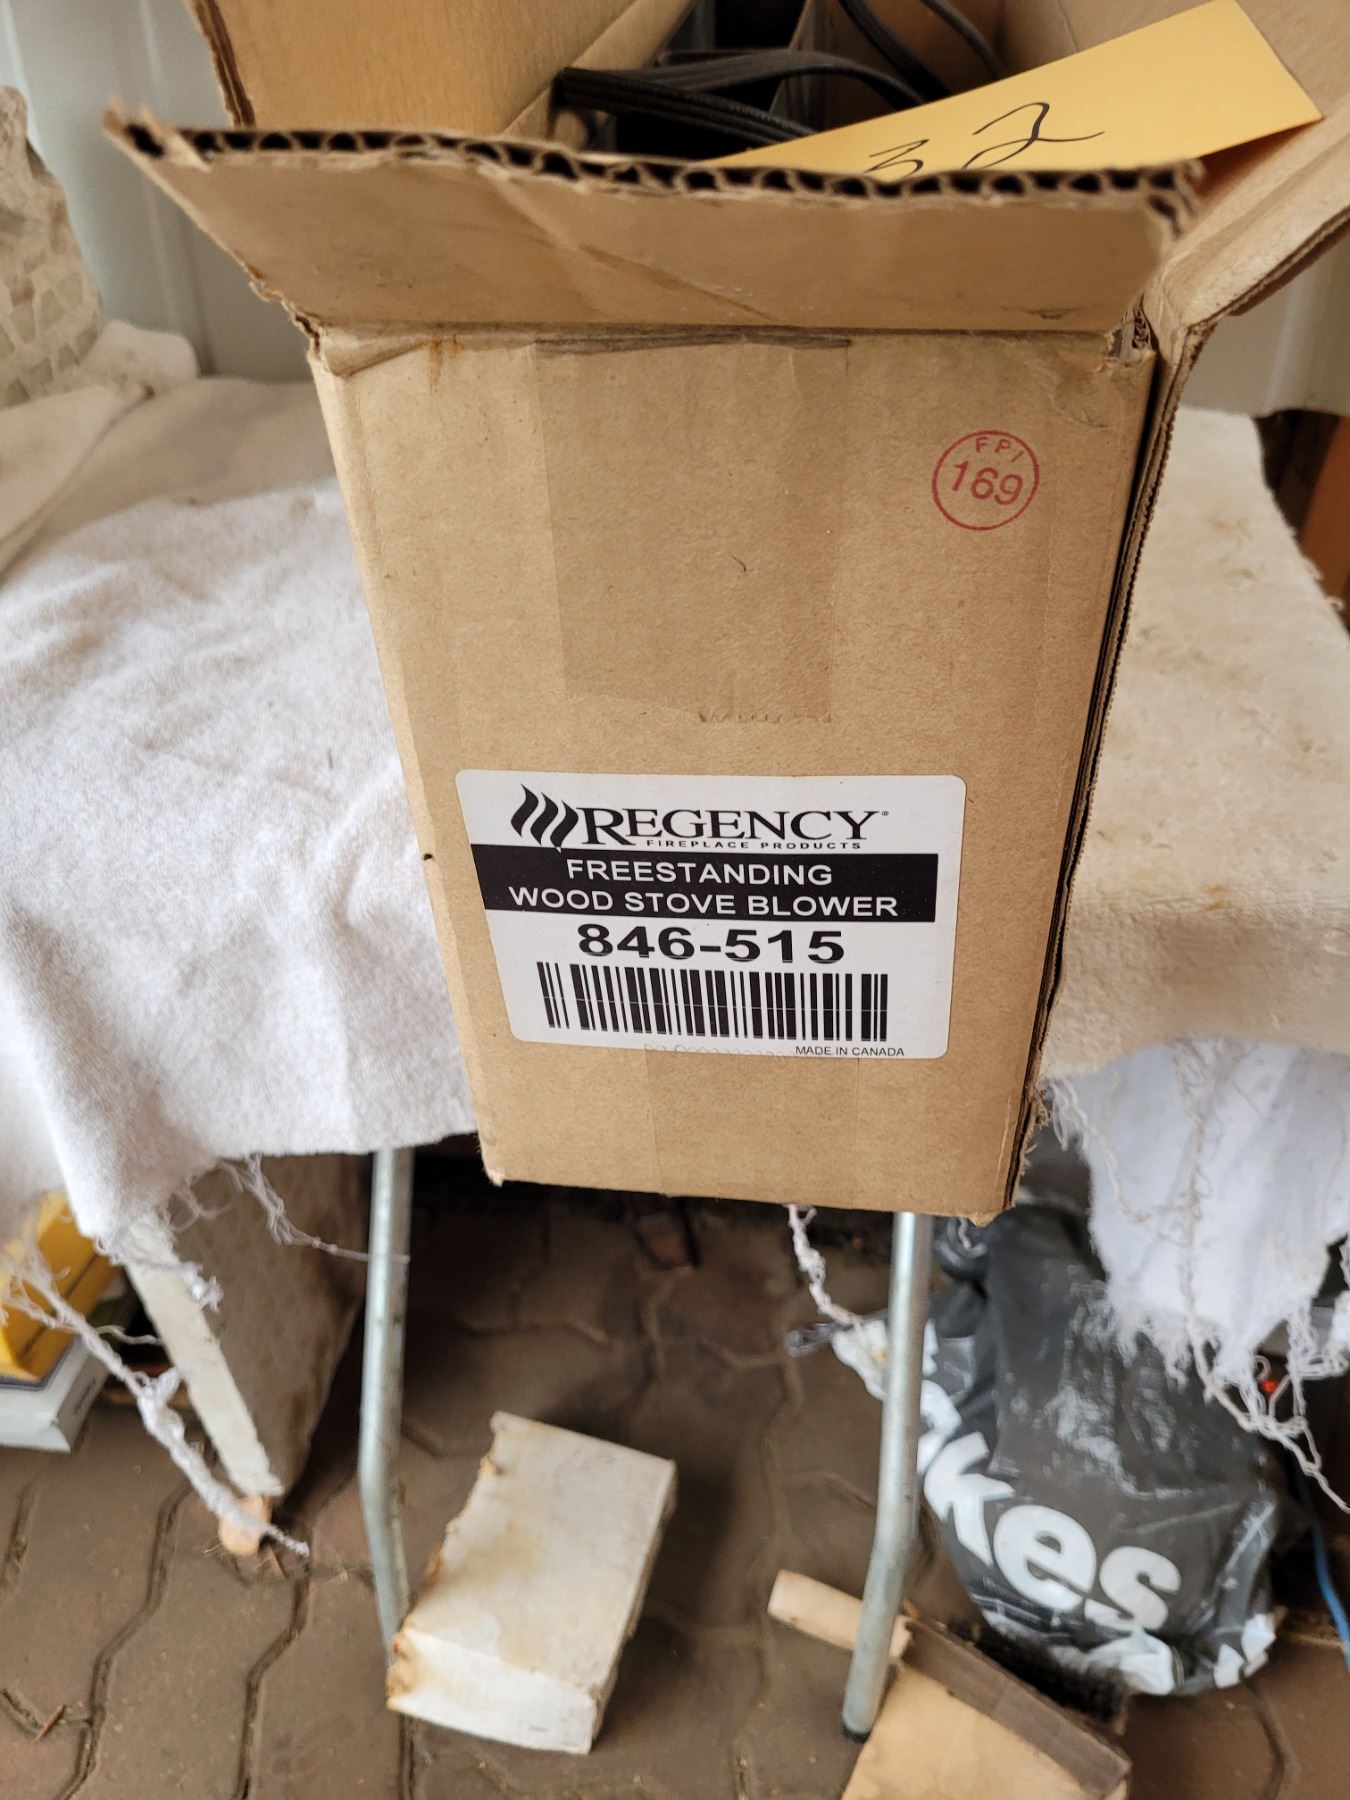 32
FPI
169
REGENCY®
FIREPLACE PRODUCTS
FREESTANDING
WOOD STOVE BLOWER
846-515
MADE IN CANADA
kes